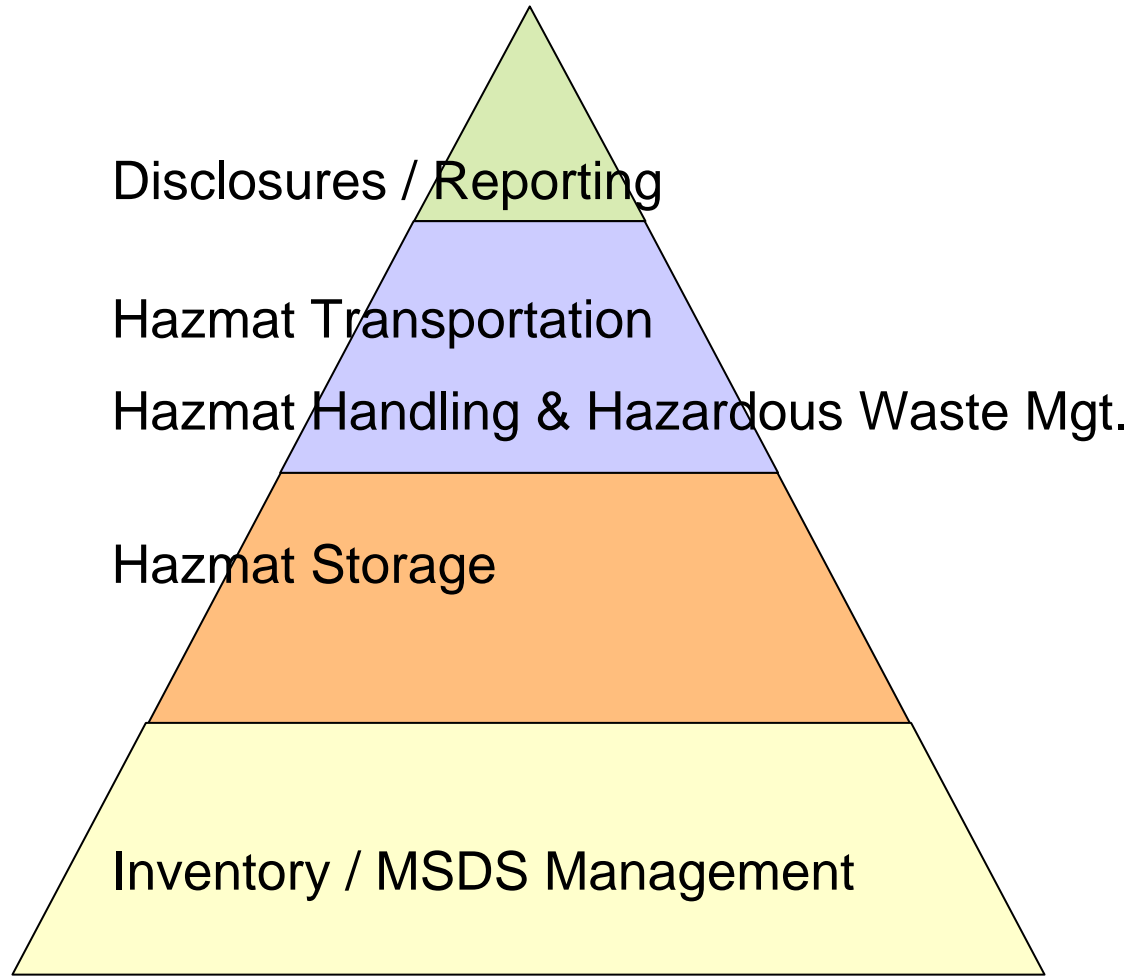 Disclosures / Reporting
Hazmat Transportation
Hazmat Handling & Hazardous Waste Mgt.
Hazmat Storage
Inventory / MSDS Management